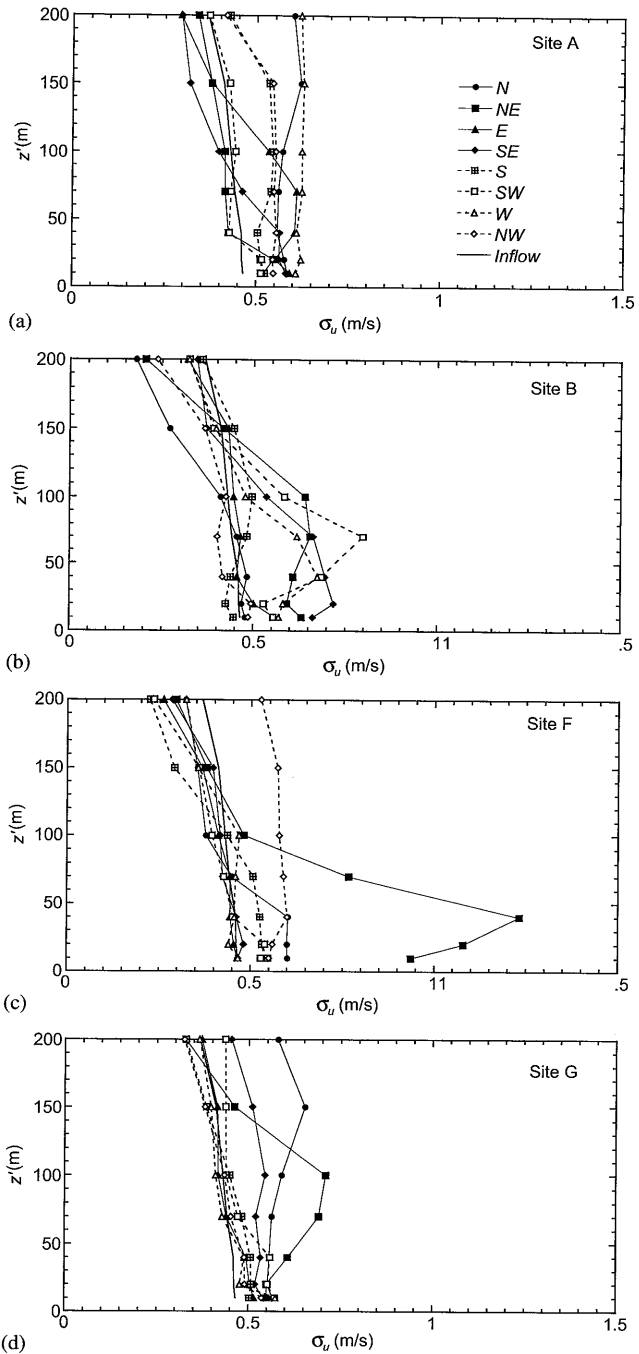 200
150
100
50
0
z'(m)
Site A
N
NE
E
SE
S
SW
W
NW
Inflow
0
0.5
1
1.5
(a)
σu (m/s)
200
150
100
50
0
z'(m)
Site B
0
0.5
11
.5
(b)
σu (m/s)
200
150
100
50
0
z'(m)
Site F
0
0.5
11
.5
(c)
σu (m/s)
200
150
100
50
0
z'(m)
Site G
0
0.5
1
1.5
(d)
σu (m/s)